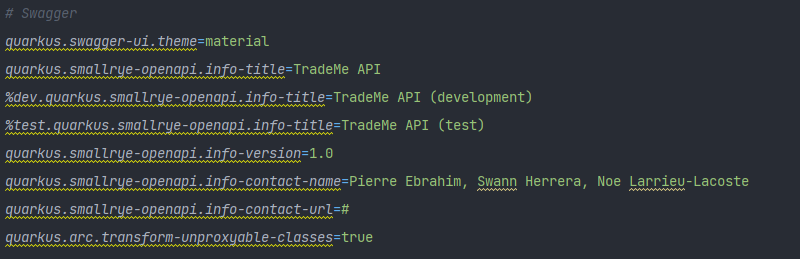 # Swagger
quarkus.swagger-ui.theme=material
quarkus.smallrye-openapi.info-title=TradeMe API
%dev.quarkus.smallrye-openapi.info-title=TradeMe API (development)
%test.quarkus.smallrye-openapi.info-title=TradeMe API (test)
quarkus.smallrye-openapi.info-version=1.0
quarkus.smallrye-openapi.info-contact-name=Pierre Ebrahim, Swann Herrera, Noe Larrieu-Lacoste
quarkus.smallrye-openapi.info-contact-url=#
quarkus.arc.transform-unproxyable-classes=true